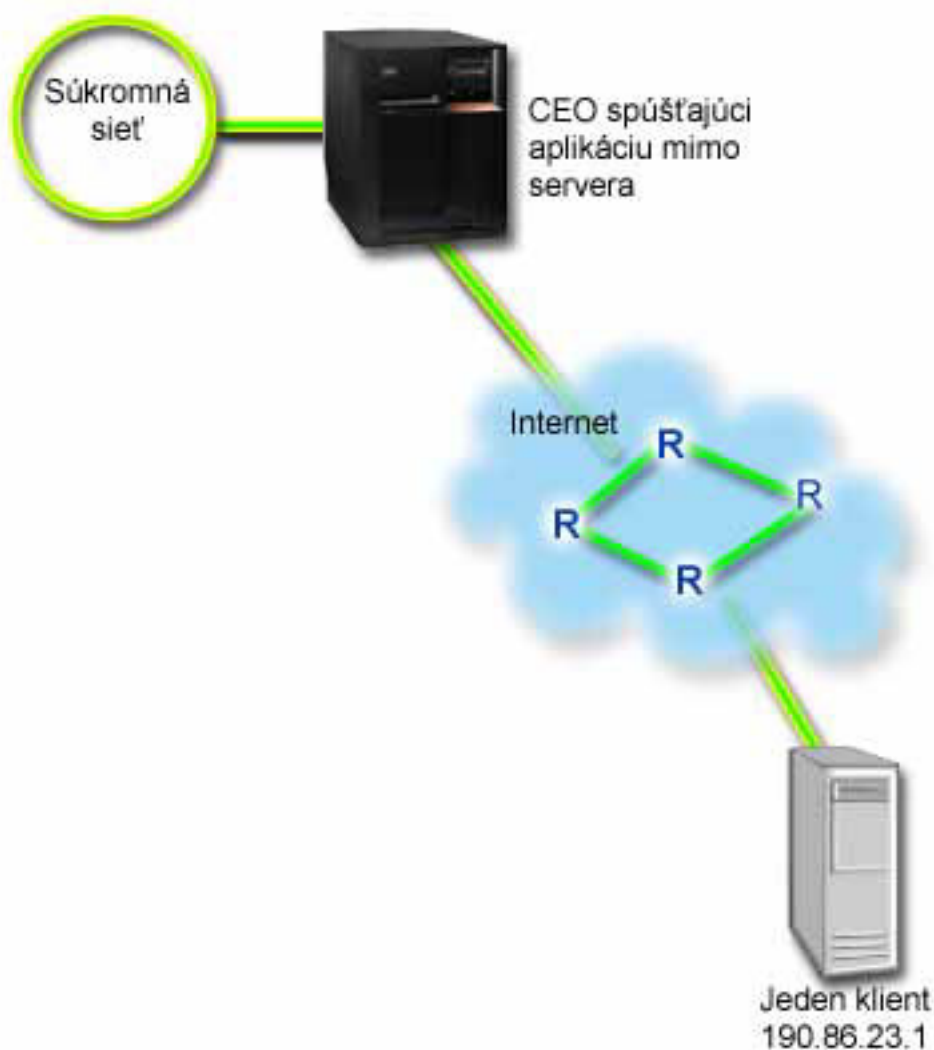 Súkromná
sieť
CEO spúšťajúci
aplikáciu mimo
servera
Internet
R
R
R
R
Jeden klient
190.86.23.1